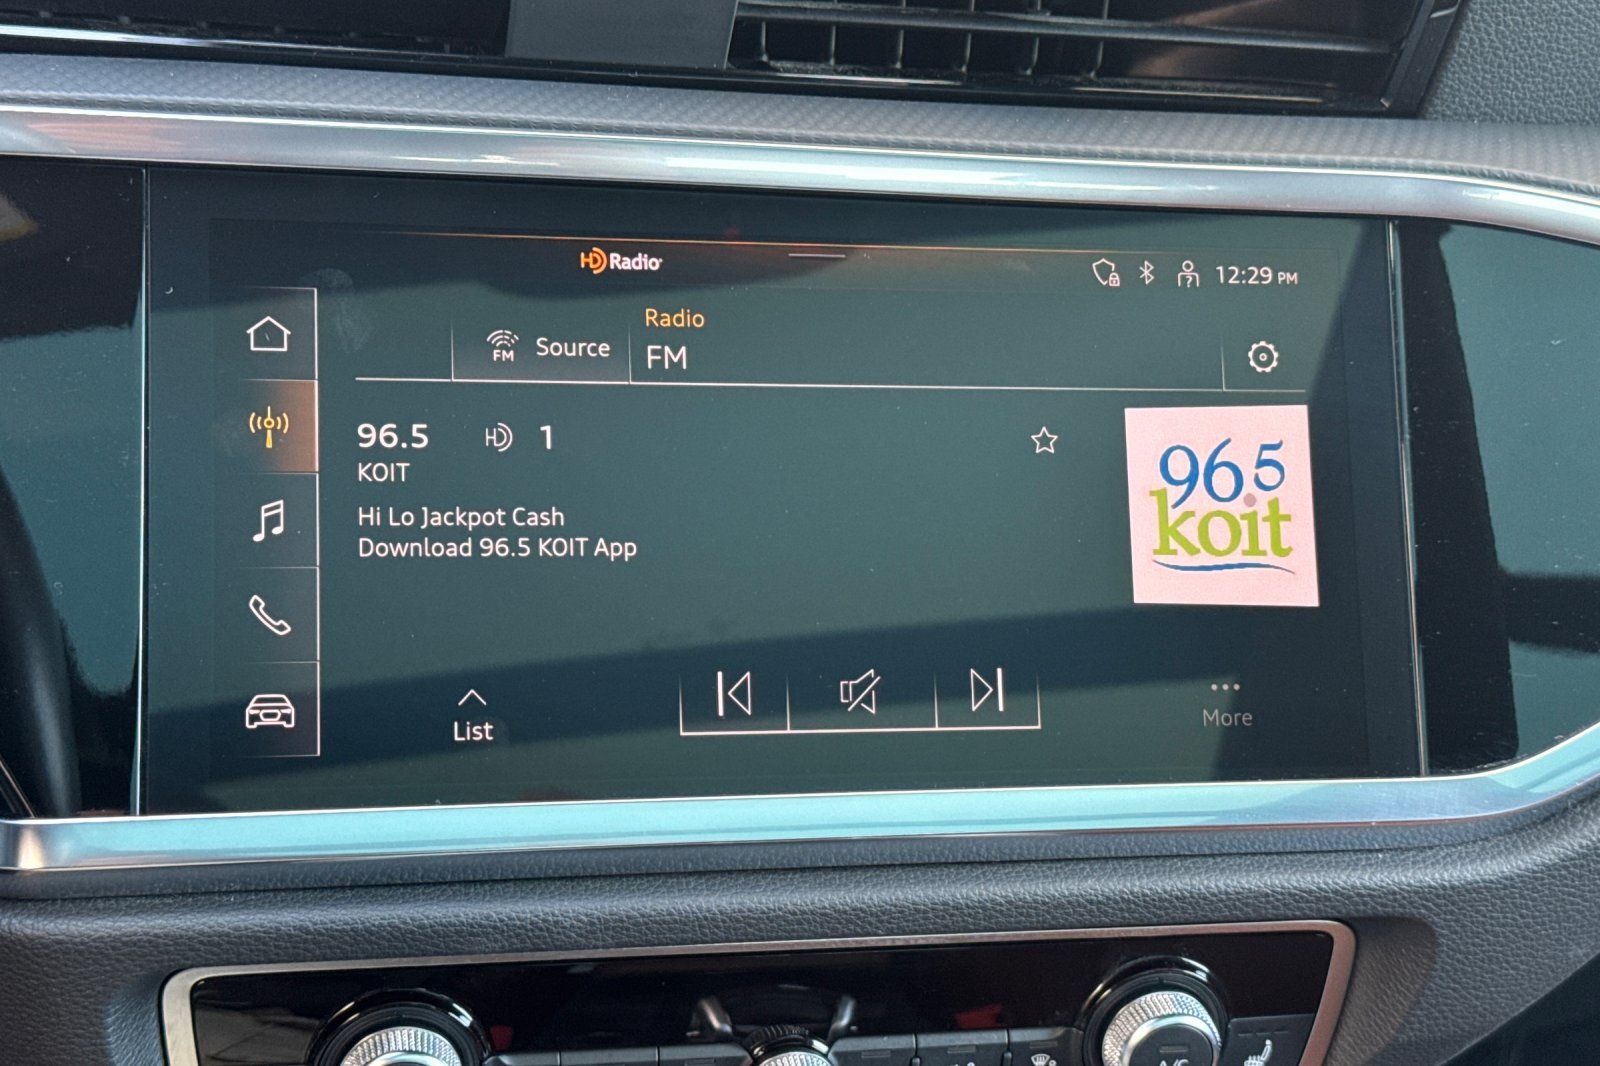 HD Radio
12:29 PM
Radio
FM Source
FM
96.5 HD 1
KOIT
Hi Lo Jackpot Cash
Download 96.5 KOIT App
96.5
koit
List
More
A/C